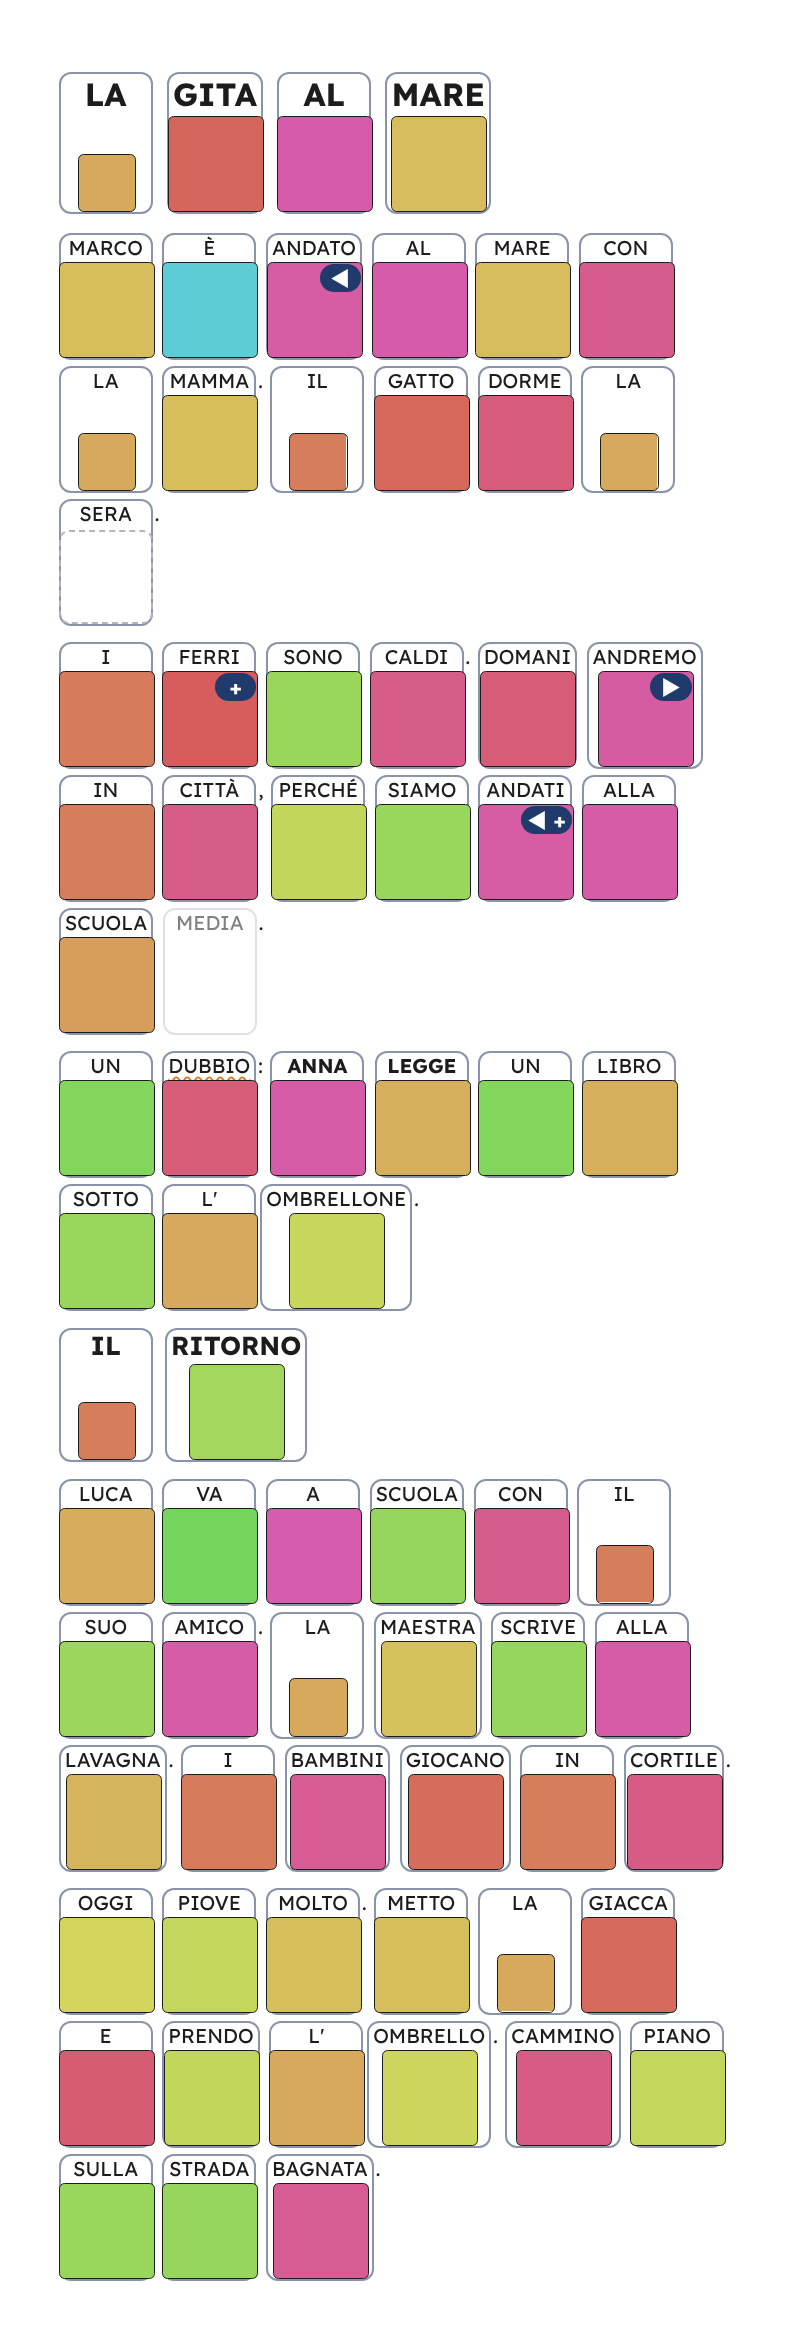 LA GITA AL MARE
MARCO È ANDATO AL MARE CON
LA MAMMA. IL GATTO DORME LA
SERA.
I FERRI SONO CALDI. DOMANI ANDREMO
IN CITTÀ, PERCHÉ SIAMO ANDATI ALLA
SCUOLA MEDIA.
UN DUBBIO: ANNA LEGGE UN LIBRO
SOTTO L' OMBRELLONE.
IL RITORNO
LUCA VA A SCUOLA CON IL
SUO AMICO. LA MAESTRA SCRIVE ALLA
LAVAGNA. I BAMBINI GIOCANO IN CORTILE.
OGGI PIOVE MOLTO. METTO LA GIACCA
E PRENDO L' OMBRELLO. CAMMINO PIANO
SULLA STRADA BAGNATA.